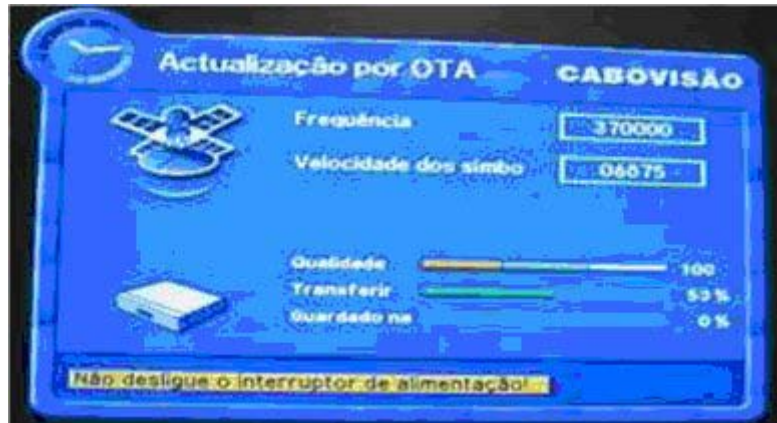 Actualização por OTA
CABOVISÃO
Frequência 370000
Velocidade dos simbo 06875
Qualidade 100
Transferir 53 %
Guardado na 0 %
Não desligue o interruptor de alimentação!